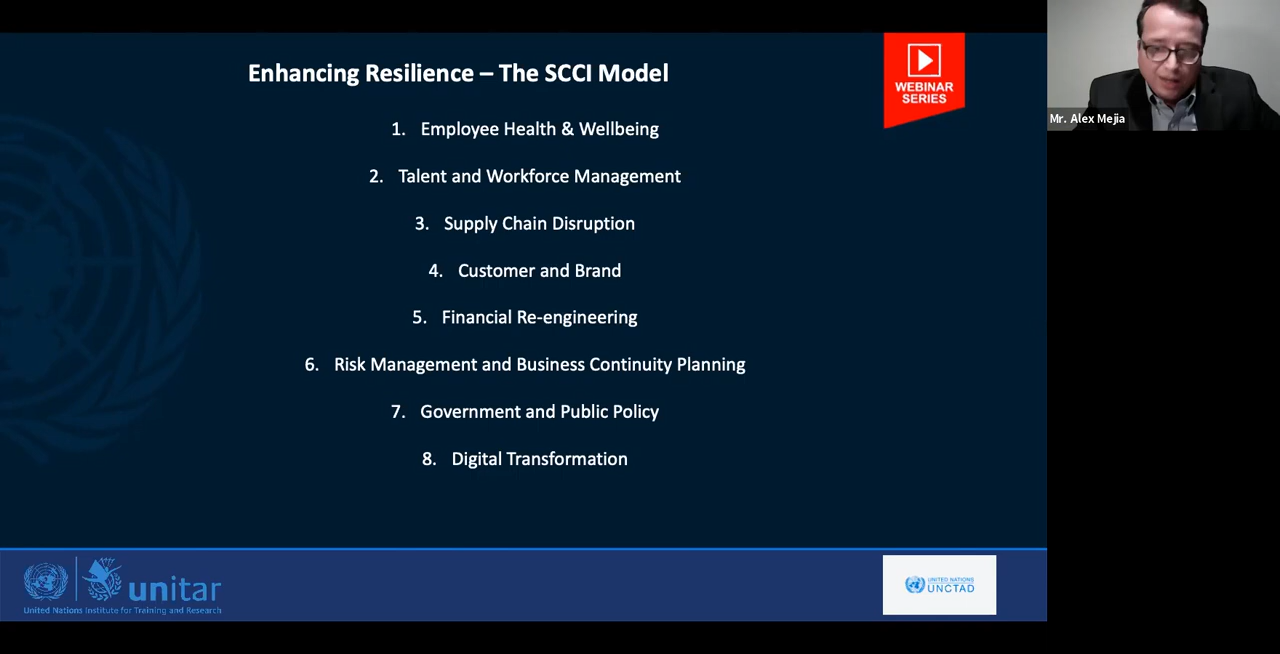 Enhancing Resilience – The SCCI Model
WEBINAR
SERIES
1. Employee Health & Wellbeing
2. Talent and Workforce Management
3. Supply Chain Disruption
4. Customer and Brand
5. Financial Re-engineering
6. Risk Management and Business Continuity Planning
7. Government and Public Policy
8. Digital Transformation
Mr. Alex Mejia
unitar
United Nations Institute for Training and Research
UNITED NATIONS
UNCTAD